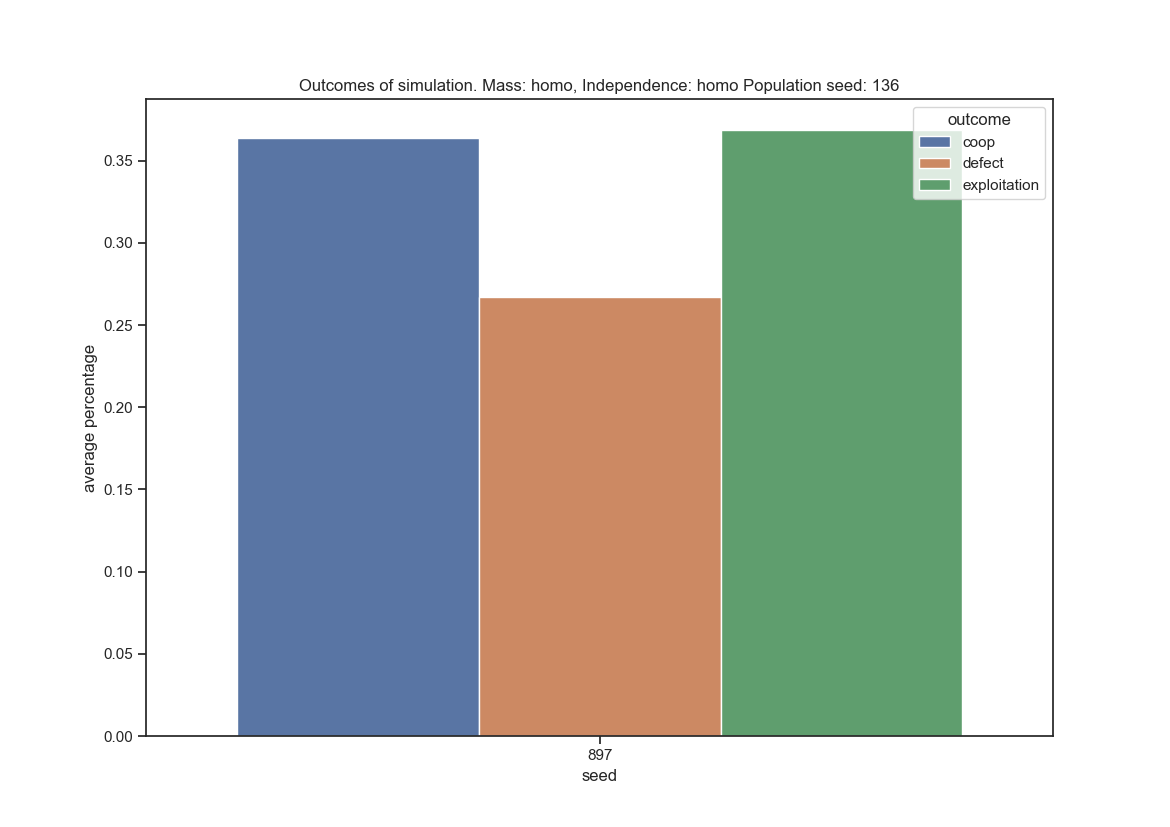 Outcomes of simulation. Mass: homo, Independence: homo Population seed: 136
outcome
coop
defect
exploitation
average percentage
0.35
0.30
0.25
0.20
0.15
0.10
0.05
0.00
897
seed